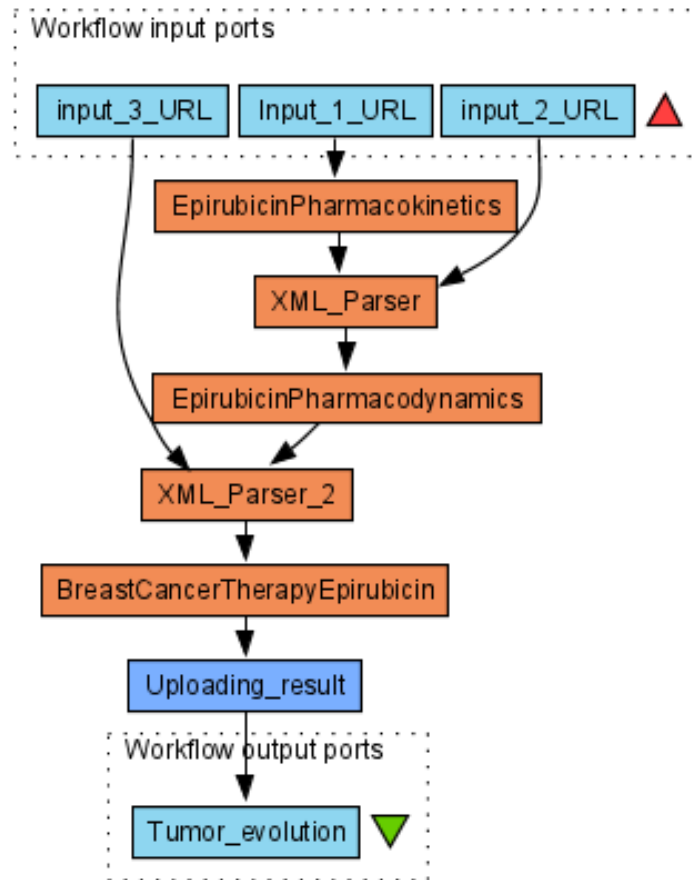 Workflow input ports
input_3_URL
Input_1_URL
input_2_URL
EpirubicinPharmacokinetics
XML_Parser
EpirubicinPharmacodynamics
XML_Parser_2
BreastCancerTherapyEpirubicin
Uploading_result
Workflow output ports
Tumor_evolution